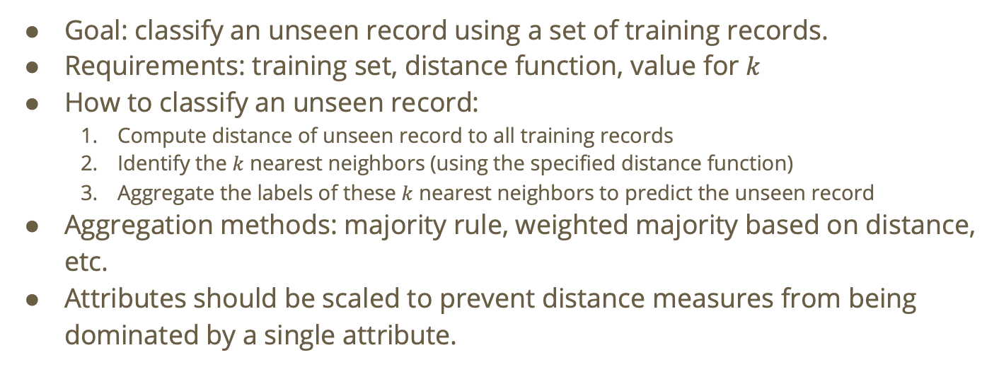 ● Goal: classify an unseen record using a set of training records.
● Requirements: training set, distance function, value for k
● How to classify an unseen record:
1. Compute distance of unseen record to all training records
2. Identify the k nearest neighbors (using the specified distance function)
3. Aggregate the labels of these k nearest neighbors to predict the unseen record
● Aggregation methods: majority rule, weighted majority based on distance,
etc.
● Attributes should be scaled to prevent distance measures from being
dominated by a single attribute.